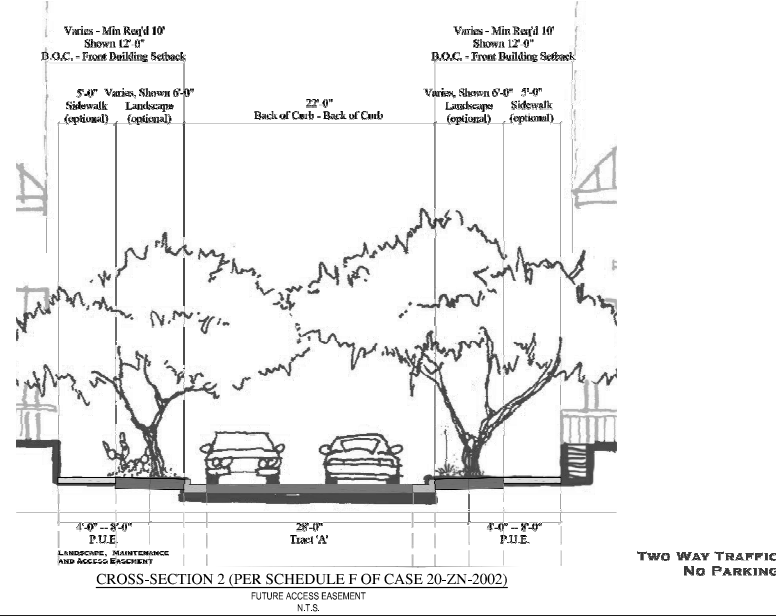 Varies - Min Req'd 10'
Shown 12'-0"
B.O.C. - Front Building Setback
Varies - Min Req'd 10'
Shown 12'-0"
B.O.C. - Front Building Setback
5'-0"
Sidewalk
(optional)
Varies, Shown 6'-0"
Landscape
(optional)
22'-0"
Back of Curb - Back of Curb
Varies, Shown 6'-0"
Landscape
(optional)
5'-0"
Sidewalk
(optional)
4'-0" -- 8'-0"
P.U.E.
28'-0"
Tract 'A'
4'-0" -- 8'-0"
P.U.E.
LANDSCAPE, MAINTENANCE
AND ACCESS EASEMENT
TWO WAY TRAFFIC
NO PARKING
CROSS-SECTION 2 (PER SCHEDULE F OF CASE 20-ZN-2002)
FUTURE ACCESS EASEMENT
N.T.S.